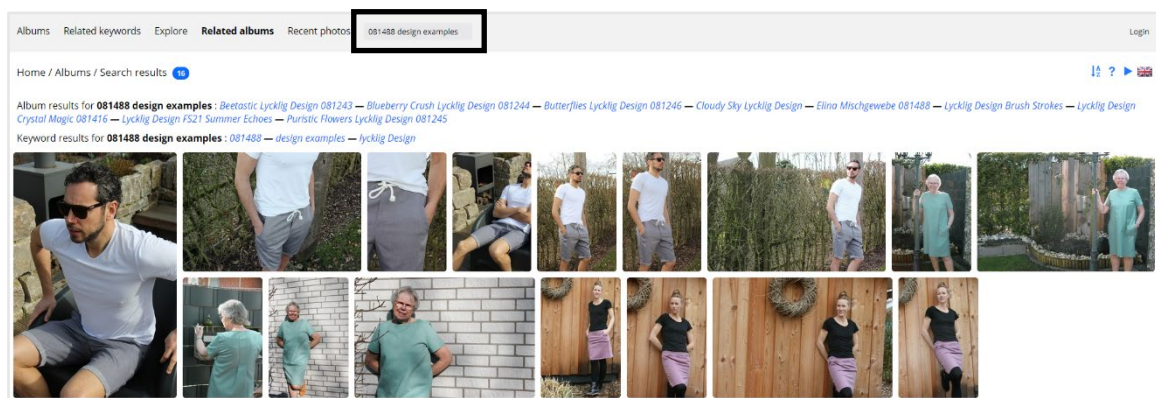 Albums Related keywords Explore Related albums Recent photos 081488 design examples Login
Home / Albums / Search results 16
Album results for 081488 design examples : Beetastic Lycklig Design 081243 — Blueberry Crush Lycklig Design 081244 — Butterflies Lycklig Design 081246 — Cloudy Sky Lycklig Design — Elina Mischgewebe 081488 — Lycklig Design Brush Strokes — Lycklig Design
Crystal Magic 081416 — Lycklig Design FS21 Summer Echoes — Puristic Flowers Lycklig Design 081245
Keyword results for 081488 design examples : 081488 — design examples — lycklig Design